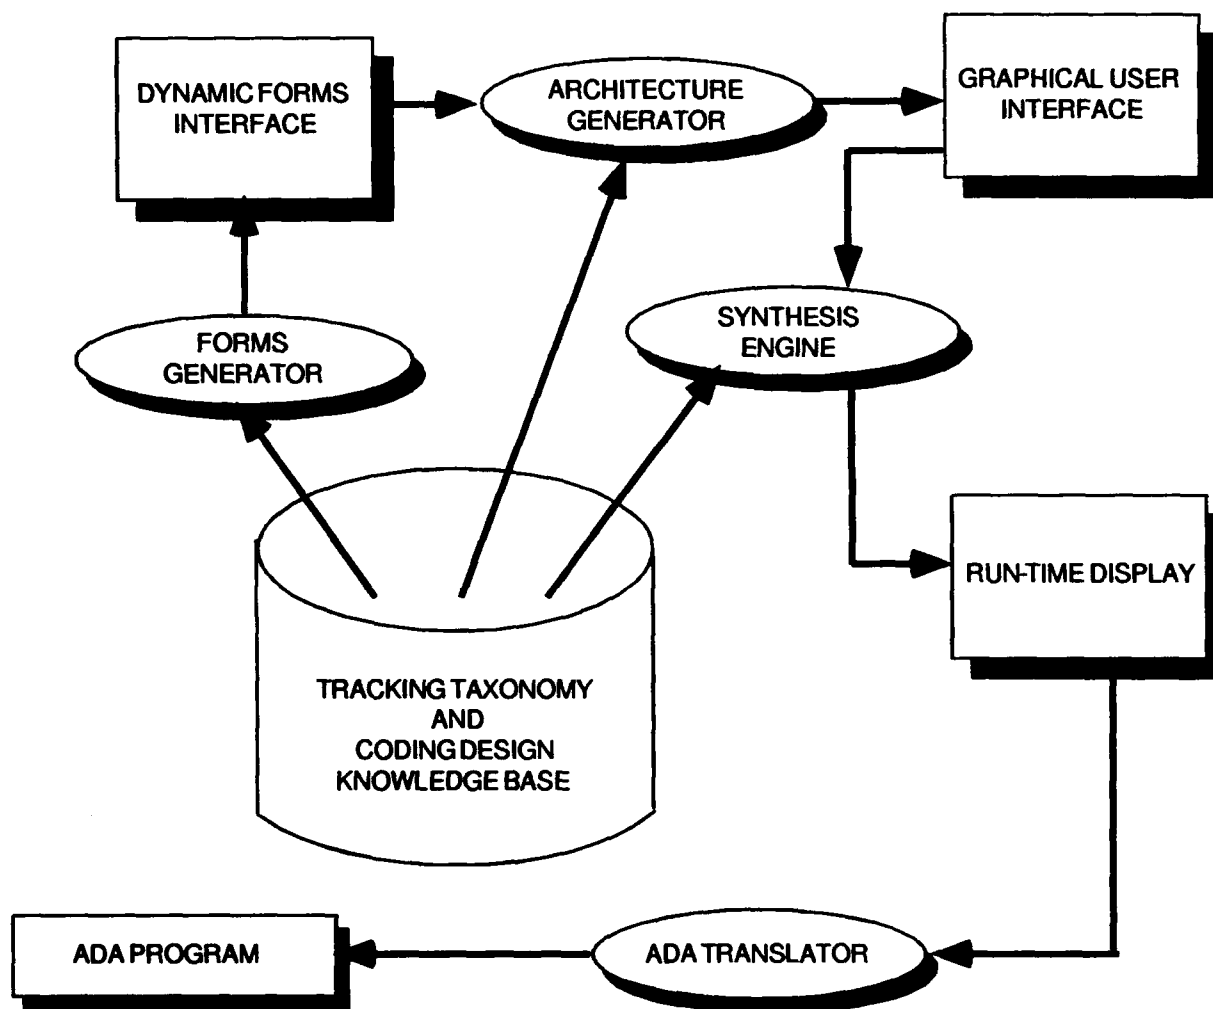 DYNAMIC FORMS
INTERFACE
ARCHITECTURE
GENERATOR
GRAPHICAL USER
INTERFACE
FORMS
GENERATOR
SYNTHESIS
ENGINE
RUN-TIME DISPLAY
TRACKING TAXONOMY
AND
CODING DESIGN
KNOWLEDGE BASE
ADA PROGRAM
ADA TRANSLATOR